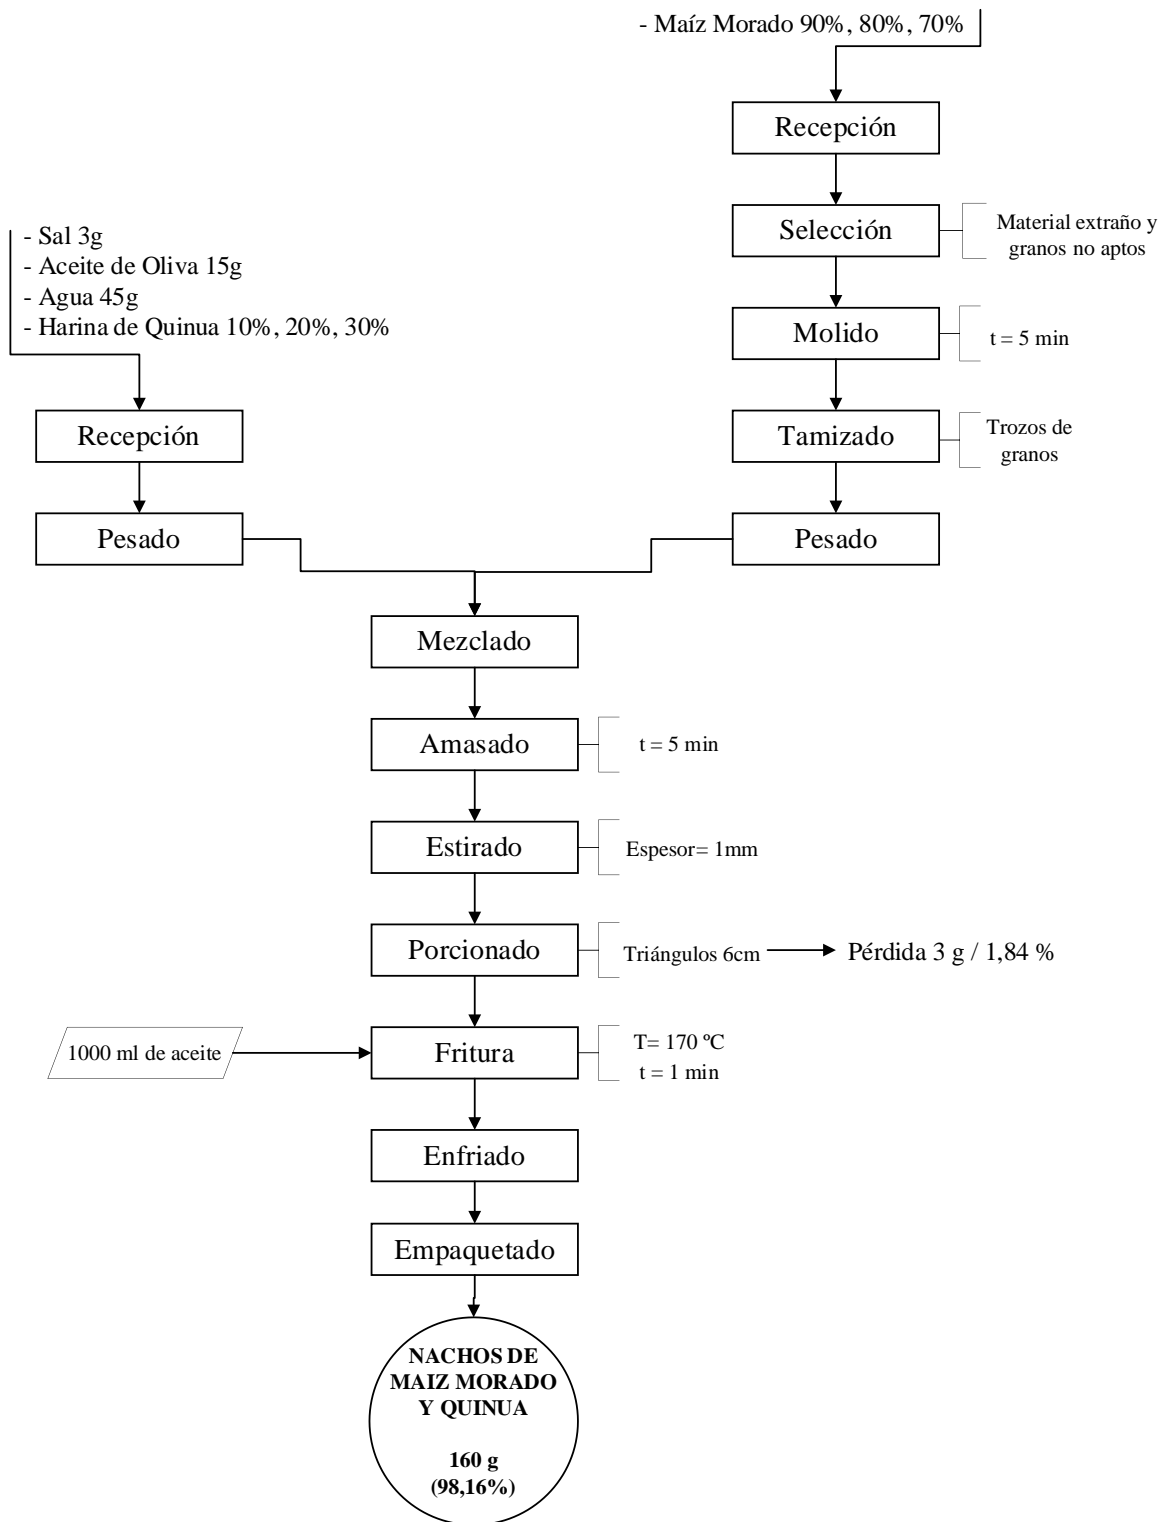 - Maíz Morado 90%, 80%, 70%
Recepción
Selección
Material extraño y
granos no aptos
Molido
t = 5 min
Tamizado
Trozos de
granos
Pesado
- Sal 3g
- Aceite de Oliva 15g
- Agua 45g
- Harina de Quinua 10%, 20%, 30%
Recepción
Pesado
Mezclado
Amasado
t = 5 min
Estirado
Espesor= 1mm
Porcionado
Triángulos 6cm
Pérdida 3 g / 1,84 %
1000 ml de aceite
Fritura
T= 170 ºC
t = 1 min
Enfriado
Empaquetado
NACHOS DE
MAIZ MORADO
Y QUINUA
160 g
(98,16%)